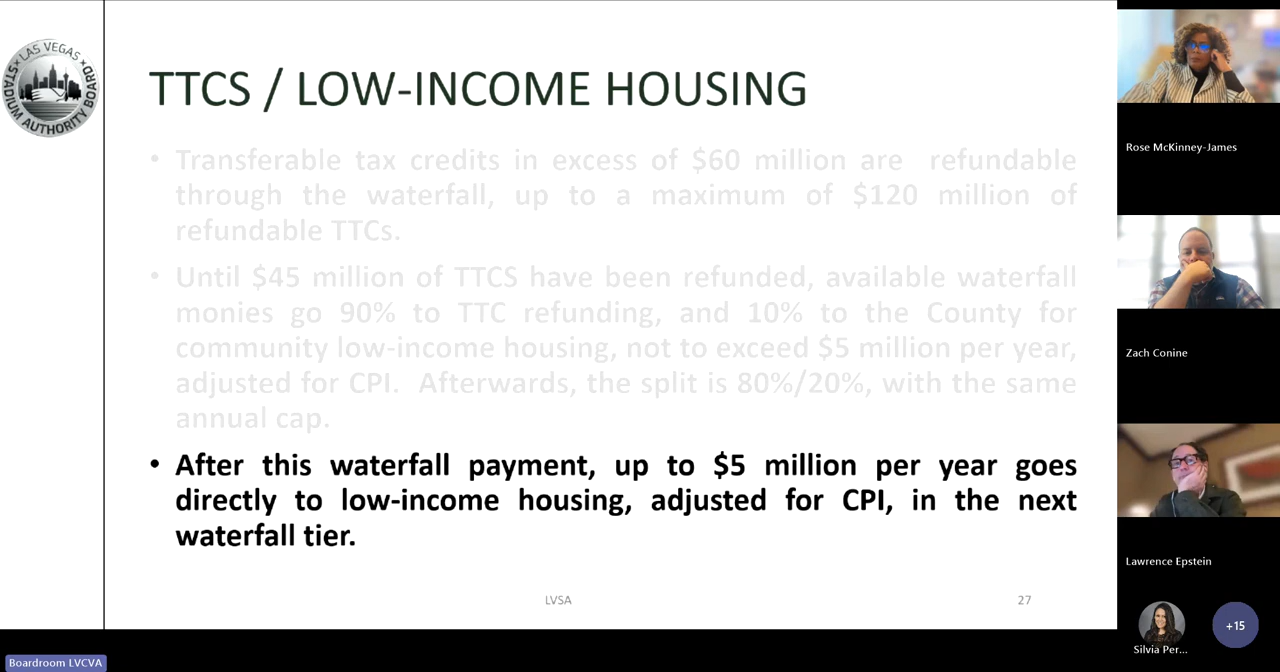 LAS VEGAS
STADIUM AUTHORITY BOARD
TTCS / LOW-INCOME HOUSING
• Transferable tax credits in excess of $60 million are refundable
through the waterfall, up to a maximum of $120 million of
refundable TTCs.
• Until $45 million of TTCS have been refunded, available waterfall
monies go 90% to TTC refunding, and 10% to the County for
community low-income housing, not to exceed $5 million per year,
adjusted for CPI. Afterwards, the split is 80%/20%, with the same
annual cap.
• After this waterfall payment, up to $5 million per year goes
directly to low-income housing, adjusted for CPI, in the next
waterfall tier.
LVSA
27
Rose McKinney-James
Zach Conine
Lawrence Epstein
Silvia Per...
+15
Boardroom LVCVA